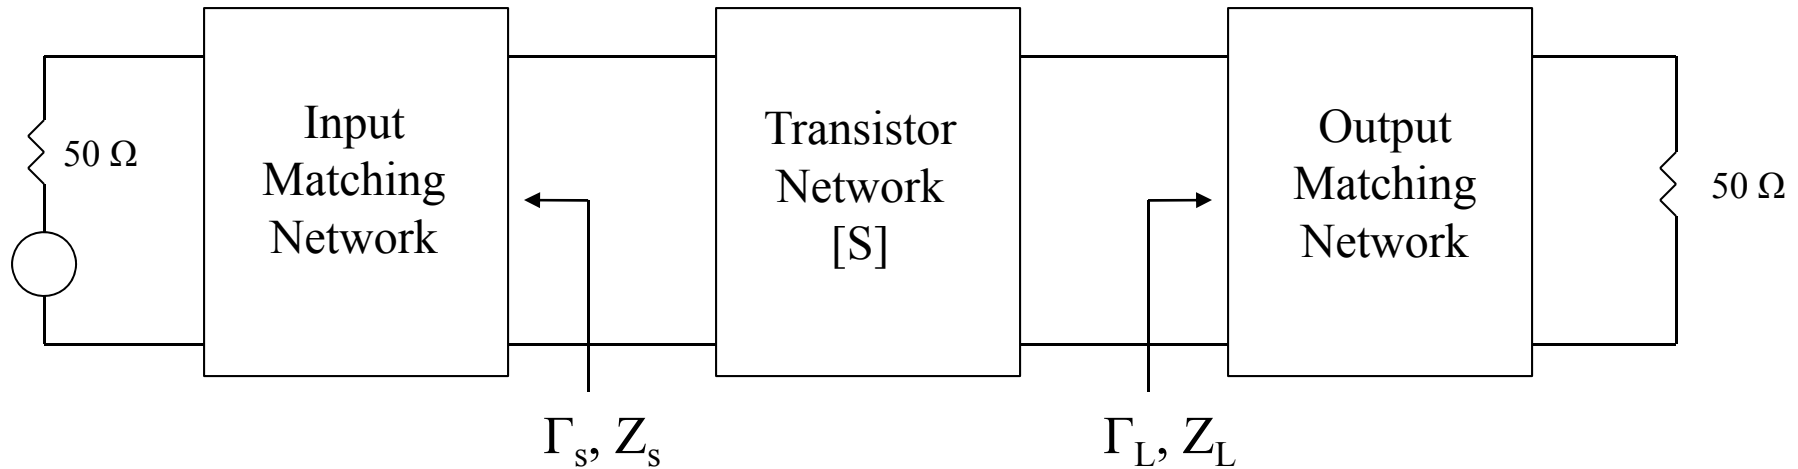 50 Ω
Input
Matching
Network
Transistor
Network
[S]
Output
Matching
Network
50 Ω
Γs, Zs
ΓL, ZL